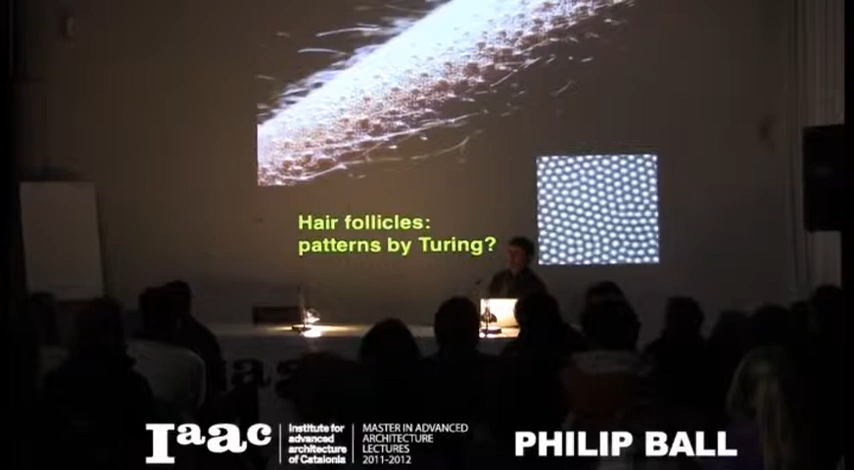 Hair follicles:
patterns by Turing?
Iaac
Institute for
advanced
architecture
of Catalonia
MASTER IN ADVANCED
ARCHITECTURE
LECTURES
2011-2012
PHILIP BALL